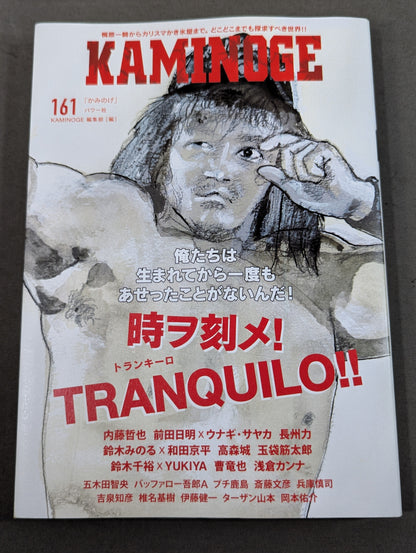 梶原一騎からカリスマかき氷屋まで。どこどこまでも探求すべき世界!!
KAMINOGE
161
「かみのげ」
パワー社
KAMINOGE 編集部 [編]
俺たちは
生まれてから一度も
あせったことがないんだ!
時ヲ刻メ!
トランキーロ
TRANQUILO!!
内藤哲也 前田日明×ウナギ・サヤカ 長州力
鈴木みのる×和田京平 高森城 玉袋筋太郎
鈴木千裕×YUKIYA 曹竜也 浅倉カンナ
五木田智央 バッファロー吾郎A プチ鹿島 斎藤文彦 兵庫慎司
吉泉知彦 椎名基樹 伊藤健一 ターザン山本 岡本佑介